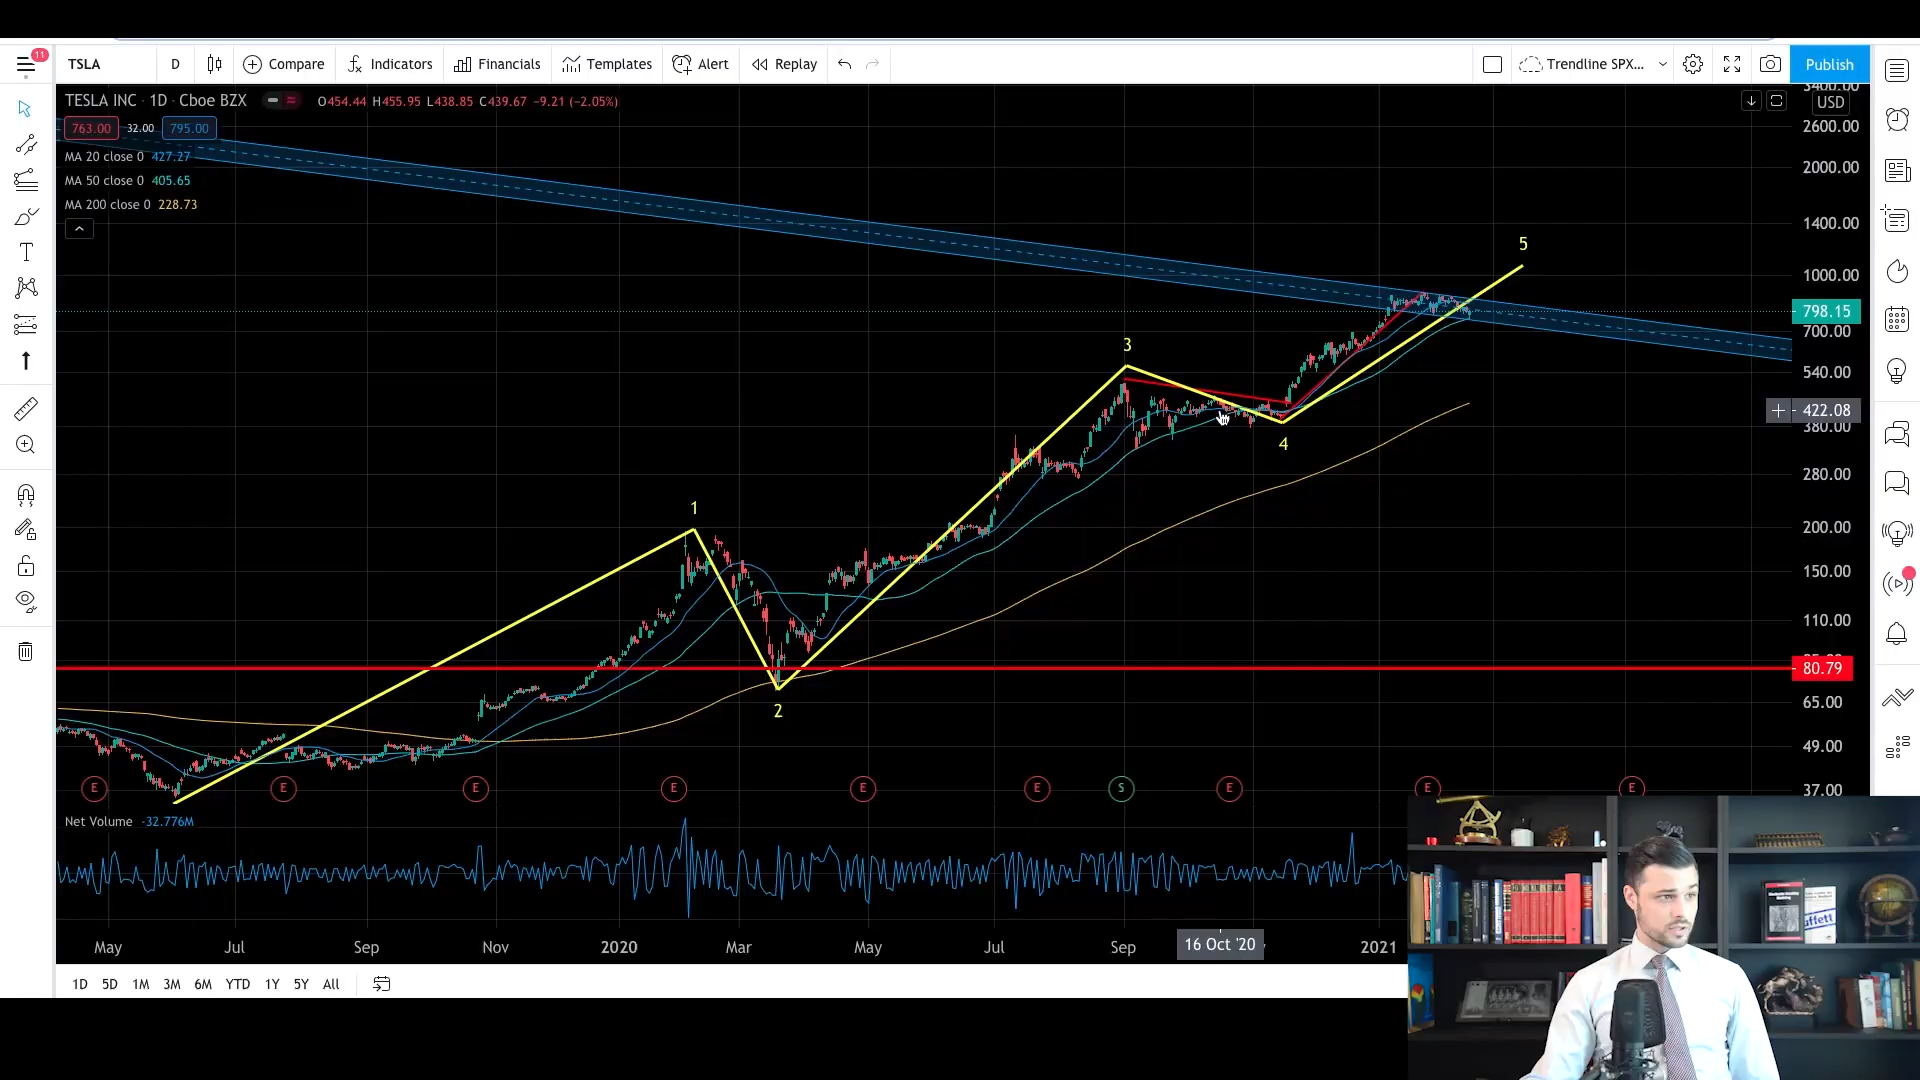 11
TSLA D Compare Indicators Financials Templates Alert Replay Trendline SPX... Publish
TESLA INC · 1D · Cboe BZX O454.44 H455.95 L438.85 C439.67 -9.21 (-2.05%)
USD
763.00 32.00 795.00
MA 20 close 0 427.27
MA 50 close 0 405.65
MA 200 close 0 228.73
3400.00
2600.00
2000.00
1400.00
1000.00
798.15
700.00
540.00
422.08
380.00
280.00
200.00
150.00
110.00
80.79
65.00
49.00
37.00
1
2
3
4
5
E E E E E E S E E E
Net Volume -32.776M
May Jul Sep Nov 2020 Mar May Jul Sep 16 Oct '20 2021
1D 5D 1M 3M 6M YTD 1Y 5Y All
uffett